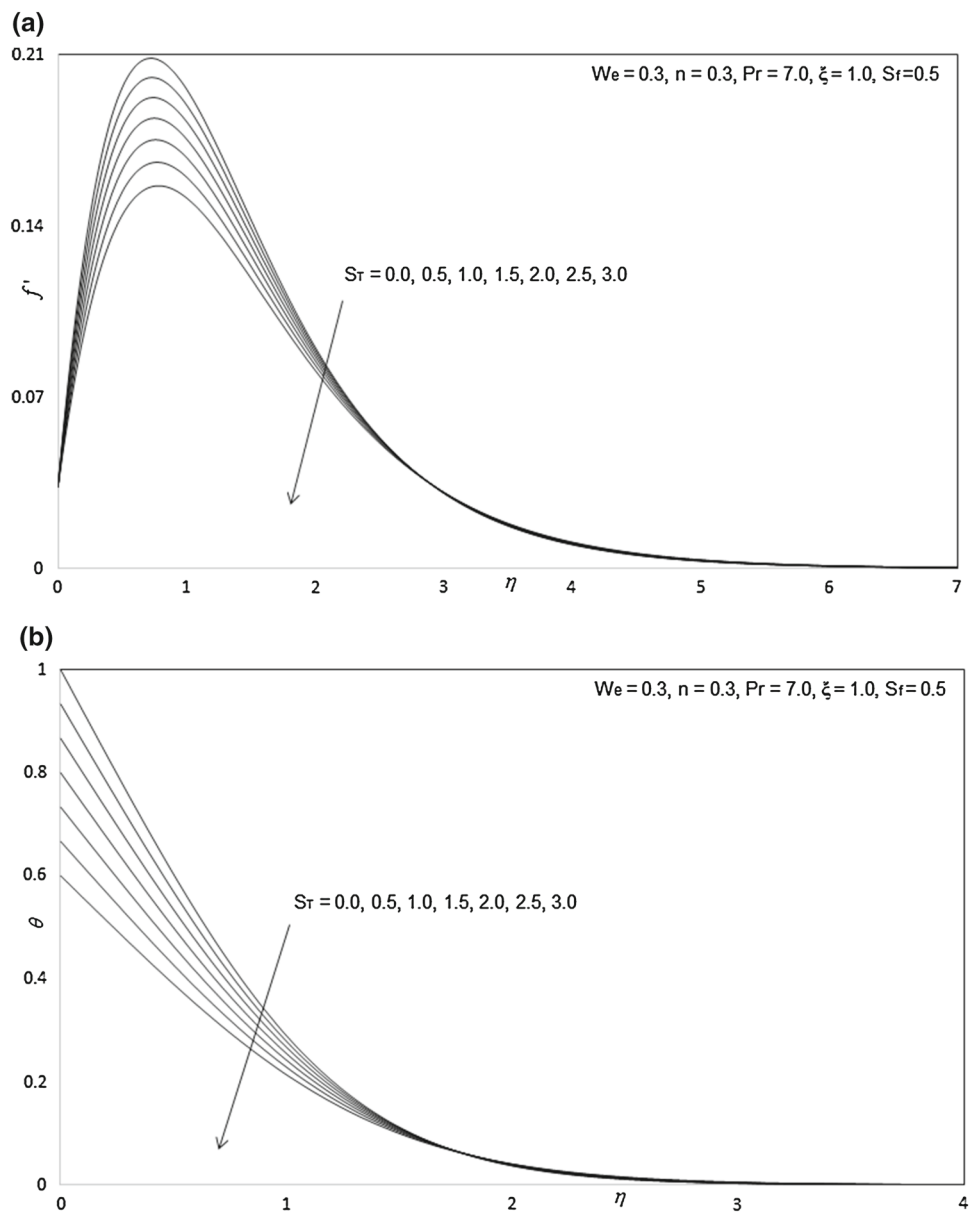 (a)
0.21
We = 0.3, n = 0.3, Pr = 7.0, ξ = 1.0, Sf=0.5
0.14
ST = 0.0, 0.5, 1.0, 1.5, 2.0, 2.5, 3.0
f'
0.07
0
0 1 2 3 η 4 5 6 7
(b)
1
We = 0.3, n = 0.3, Pr = 7.0, ξ = 1.0, Sf=0.5
0.8
0.6
ST = 0.0, 0.5, 1.0, 1.5, 2.0, 2.5, 3.0
θ
0.4
0.2
0
0 1 2 η 3 4